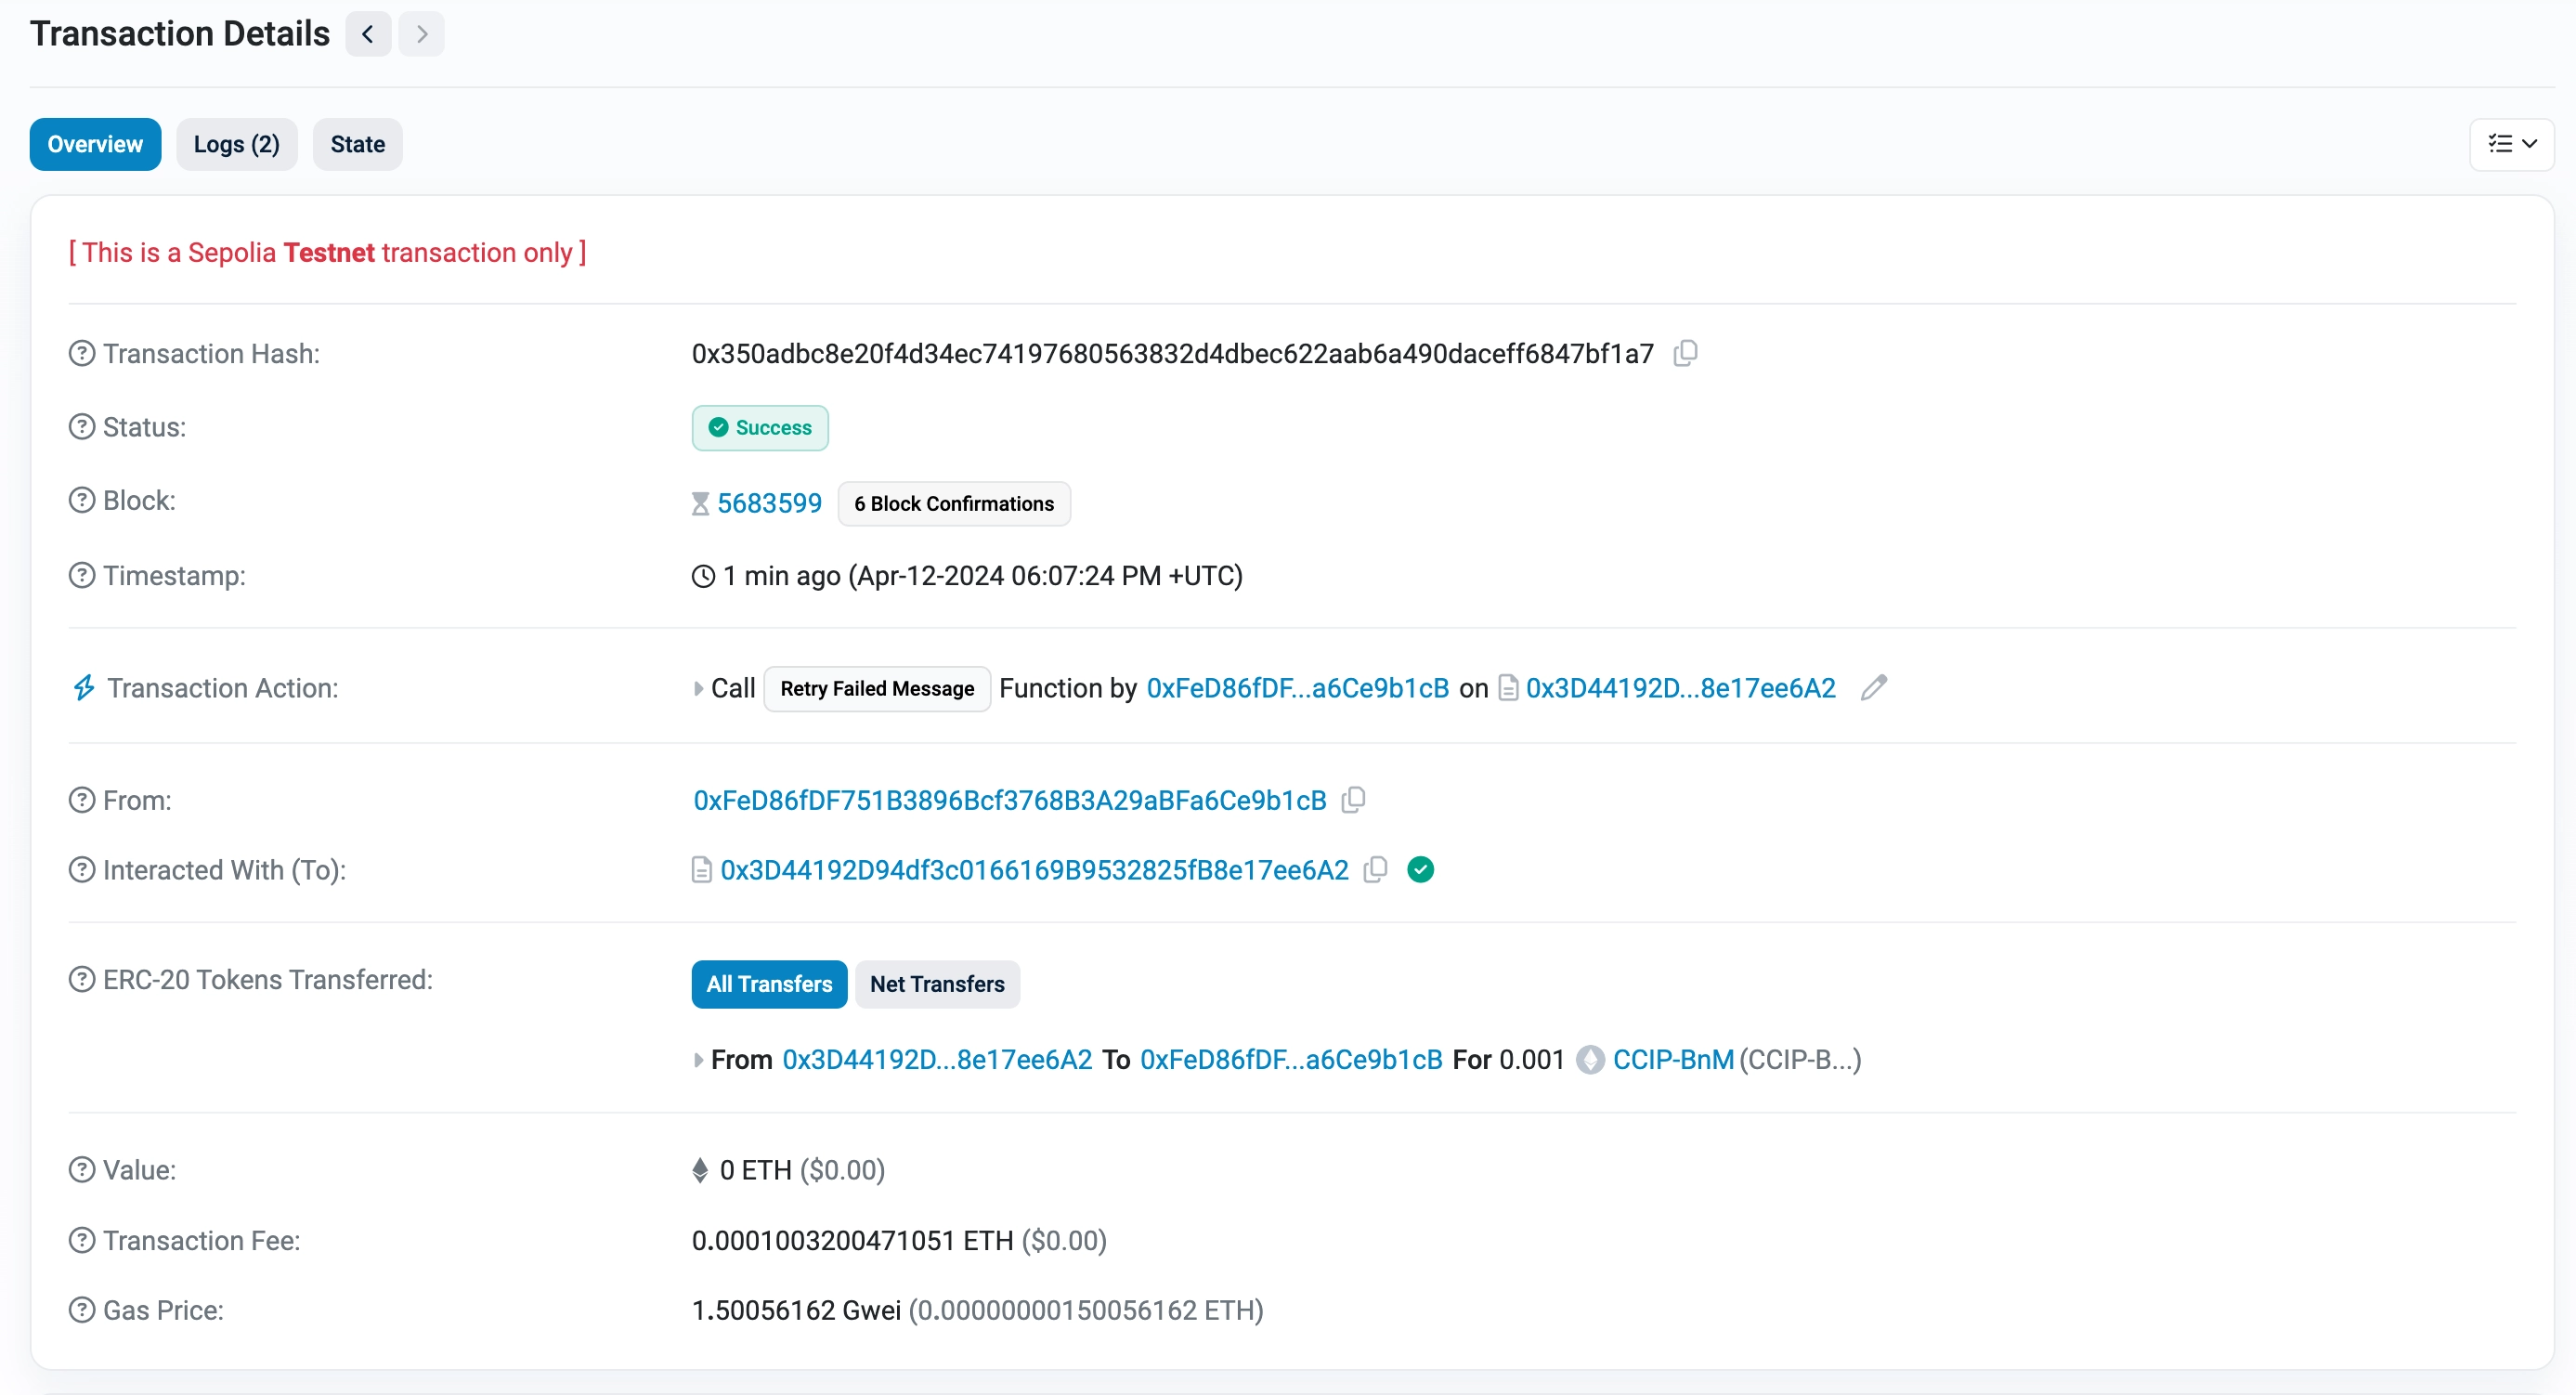 Transaction Details
Overview Logs (2) State
[ This is a Sepolia Testnet transaction only ]
Transaction Hash: 0x350adbc8e20f4d34ec74197680563832d4dbec622aab6a490daceff6847bf1a7
Status: Success
Block: 5683599 6 Block Confirmations
Timestamp: 1 min ago (Apr-12-2024 06:07:24 PM +UTC)
Transaction Action: Call Retry Failed Message Function by 0xFeD86fDF...a6Ce9b1cB on 0x3D44192D...8e17ee6A2
From: 0xFeD86fDF751B3896Bcf3768B3A29aBFa6Ce9b1cB
Interacted With (To): 0x3D44192D94df3c0166169B9532825fB8e17ee6A2
ERC-20 Tokens Transferred: All Transfers Net Transfers
From 0x3D44192D...8e17ee6A2 To 0xFeD86fDF...a6Ce9b1cB For 0.001 CCIP-BnM (CCIP-B...)
Value: 0 ETH ($0.00)
Transaction Fee: 0.0001003200471051 ETH ($0.00)
Gas Price: 1.50056162 Gwei (0.00000000150056162 ETH)